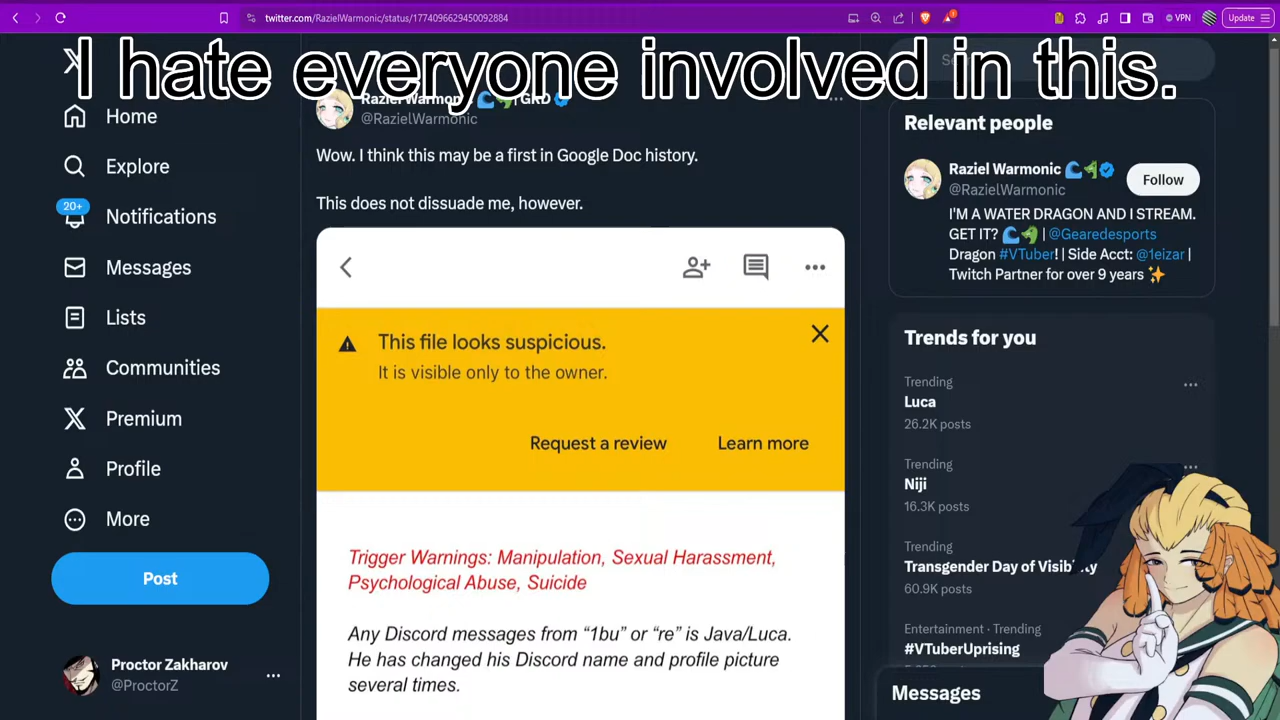 twitter.com/RazielWarmonic/status/1774096629450092884
VPN
Update
I hate everyone involved in this.
Home
Explore
20+
Notifications
Messages
Lists
Communities
Premium
Profile
More
Post
Proctor Zakharov
@ProctorZ
Raziel Warmonic 🌊🐲|GRD
@RazielWarmonic
Wow. I think this may be a first in Google Doc history.
This does not dissuade me, however.
This file looks suspicious.
It is visible only to the owner.
Request a review
Learn more
Trigger Warnings: Manipulation, Sexual Harassment,
Psychological Abuse, Suicide
Any Discord messages from “1bu” or “re” is Java/Luca.
He has changed his Discord name and profile picture
several times.
Relevant people
Raziel Warmonic 🌊🐲
@RazielWarmonic
Follow
I'M A WATER DRAGON AND I STREAM.
GET IT? 🌊🐲 | @Gearedesports
Dragon #VTuber! | Side Acct: @1eizar |
Twitch Partner for over 9 years ✨
Trends for you
Trending
Luca
26.2K posts
Trending
Niji
16.3K posts
Trending
Transgender Day of Visibility
60.9K posts
Entertainment · Trending
#VTuberUprising
Messages